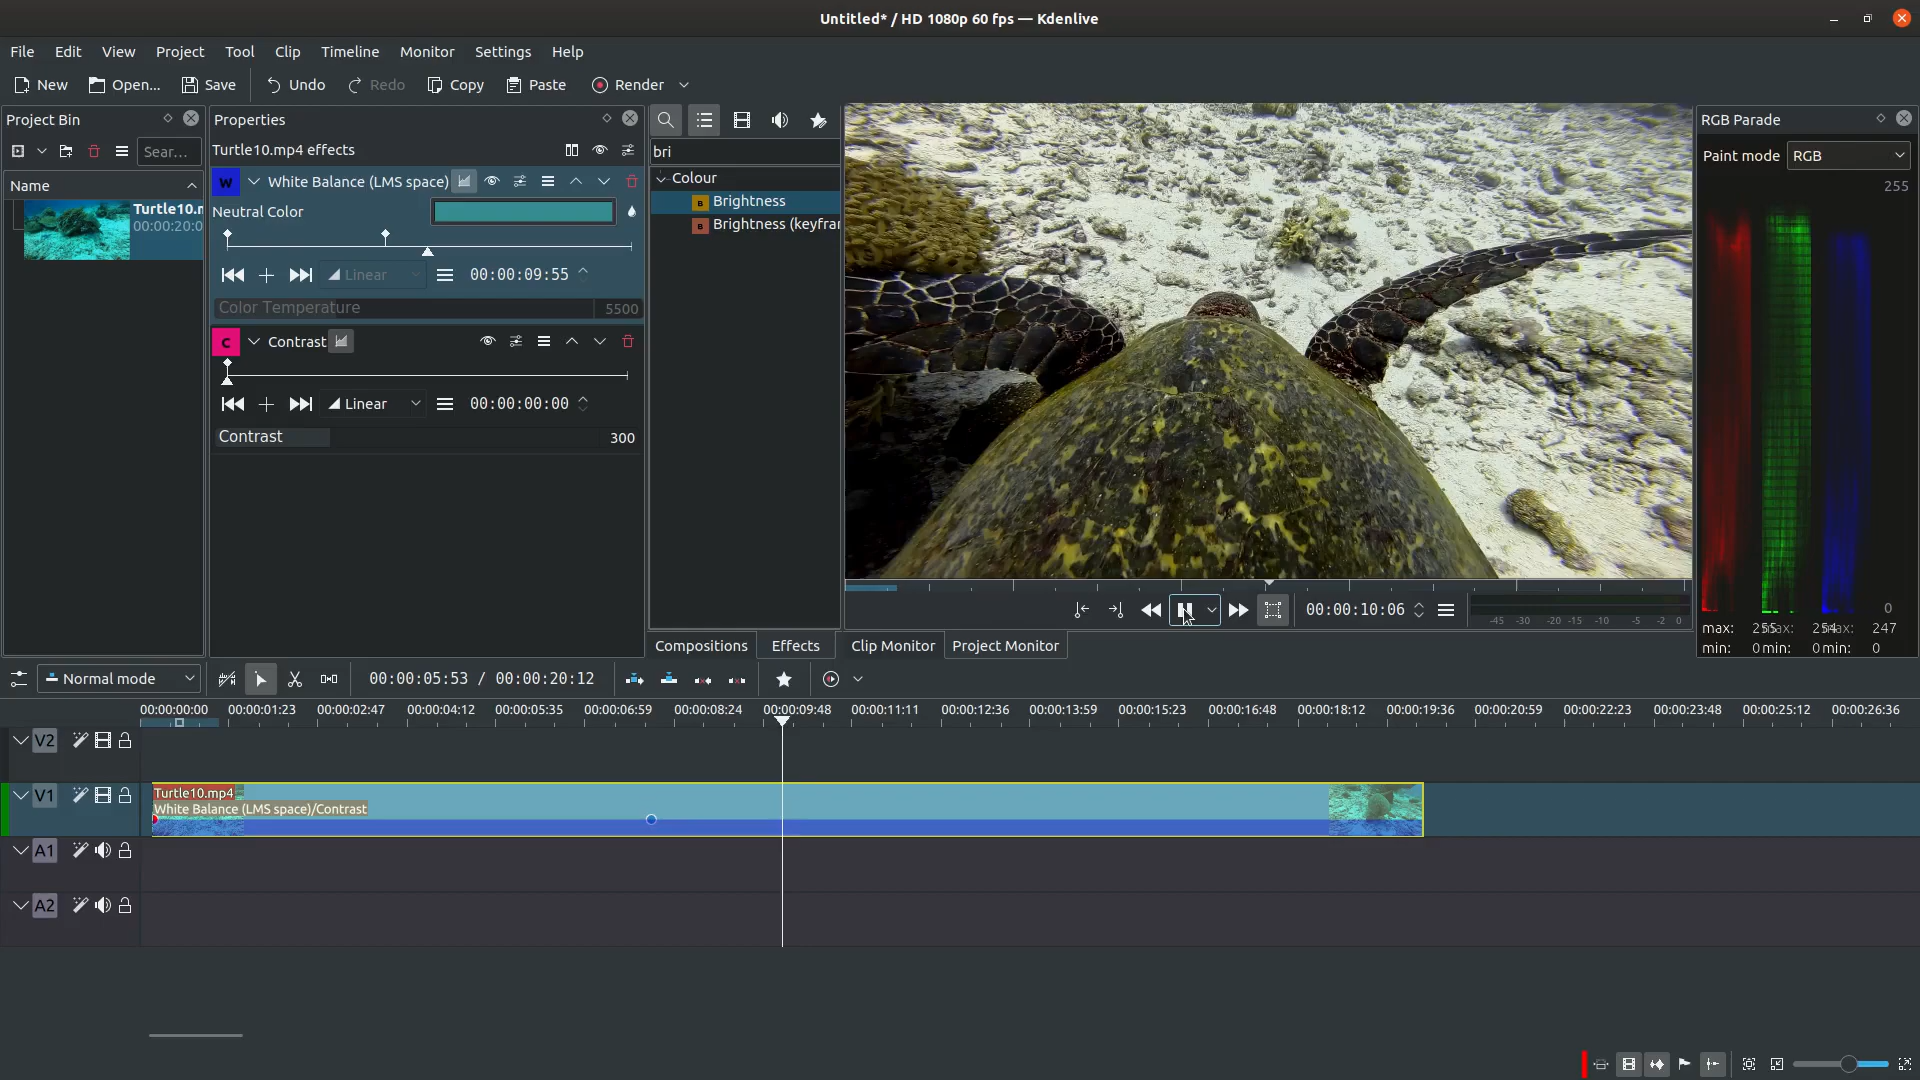 Untitled* / HD 1080p 60 fps — Kdenlive
File Edit View Project Tool Clip Timeline Monitor Settings Help
New Open... Save Undo Redo Copy Paste Render
Project Bin
Sear...
Name
Turtle10.m
00:00:20:0
Properties
Turtle10.mp4 effects
W White Balance (LMS space)
Neutral Color
Linear 00:00:09:55
Color Temperature 5500
C Contrast
Linear 00:00:00:00
Contrast 300
bri
Colour
B Brightness
B Brightness (keyfrar
Compositions Effects
00:00:10:06
-45 -30 -20 -15 -10 -5 -2 0
Clip Monitor Project Monitor
RGB Parade
Paint mode RGB
255
0
max: 255 max: 254 max: 247
min: 0 min: 0 min: 0
Normal mode 00:00:05:53 / 00:00:20:12
00:00:00:00 00:00:01:23 00:00:02:47 00:00:04:12 00:00:05:35 00:00:06:59 00:00:08:24 00:00:09:48 00:00:11:11 00:00:12:36 00:00:13:59 00:00:15:23 00:00:16:48 00:00:18:12 00:00:19:36 00:00:20:59 00:00:22:23 00:00:23:48 00:00:25:12 00:00:26:36
V2
V1
Turtle10.mp4
White Balance (LMS space)/Contrast
A1
A2